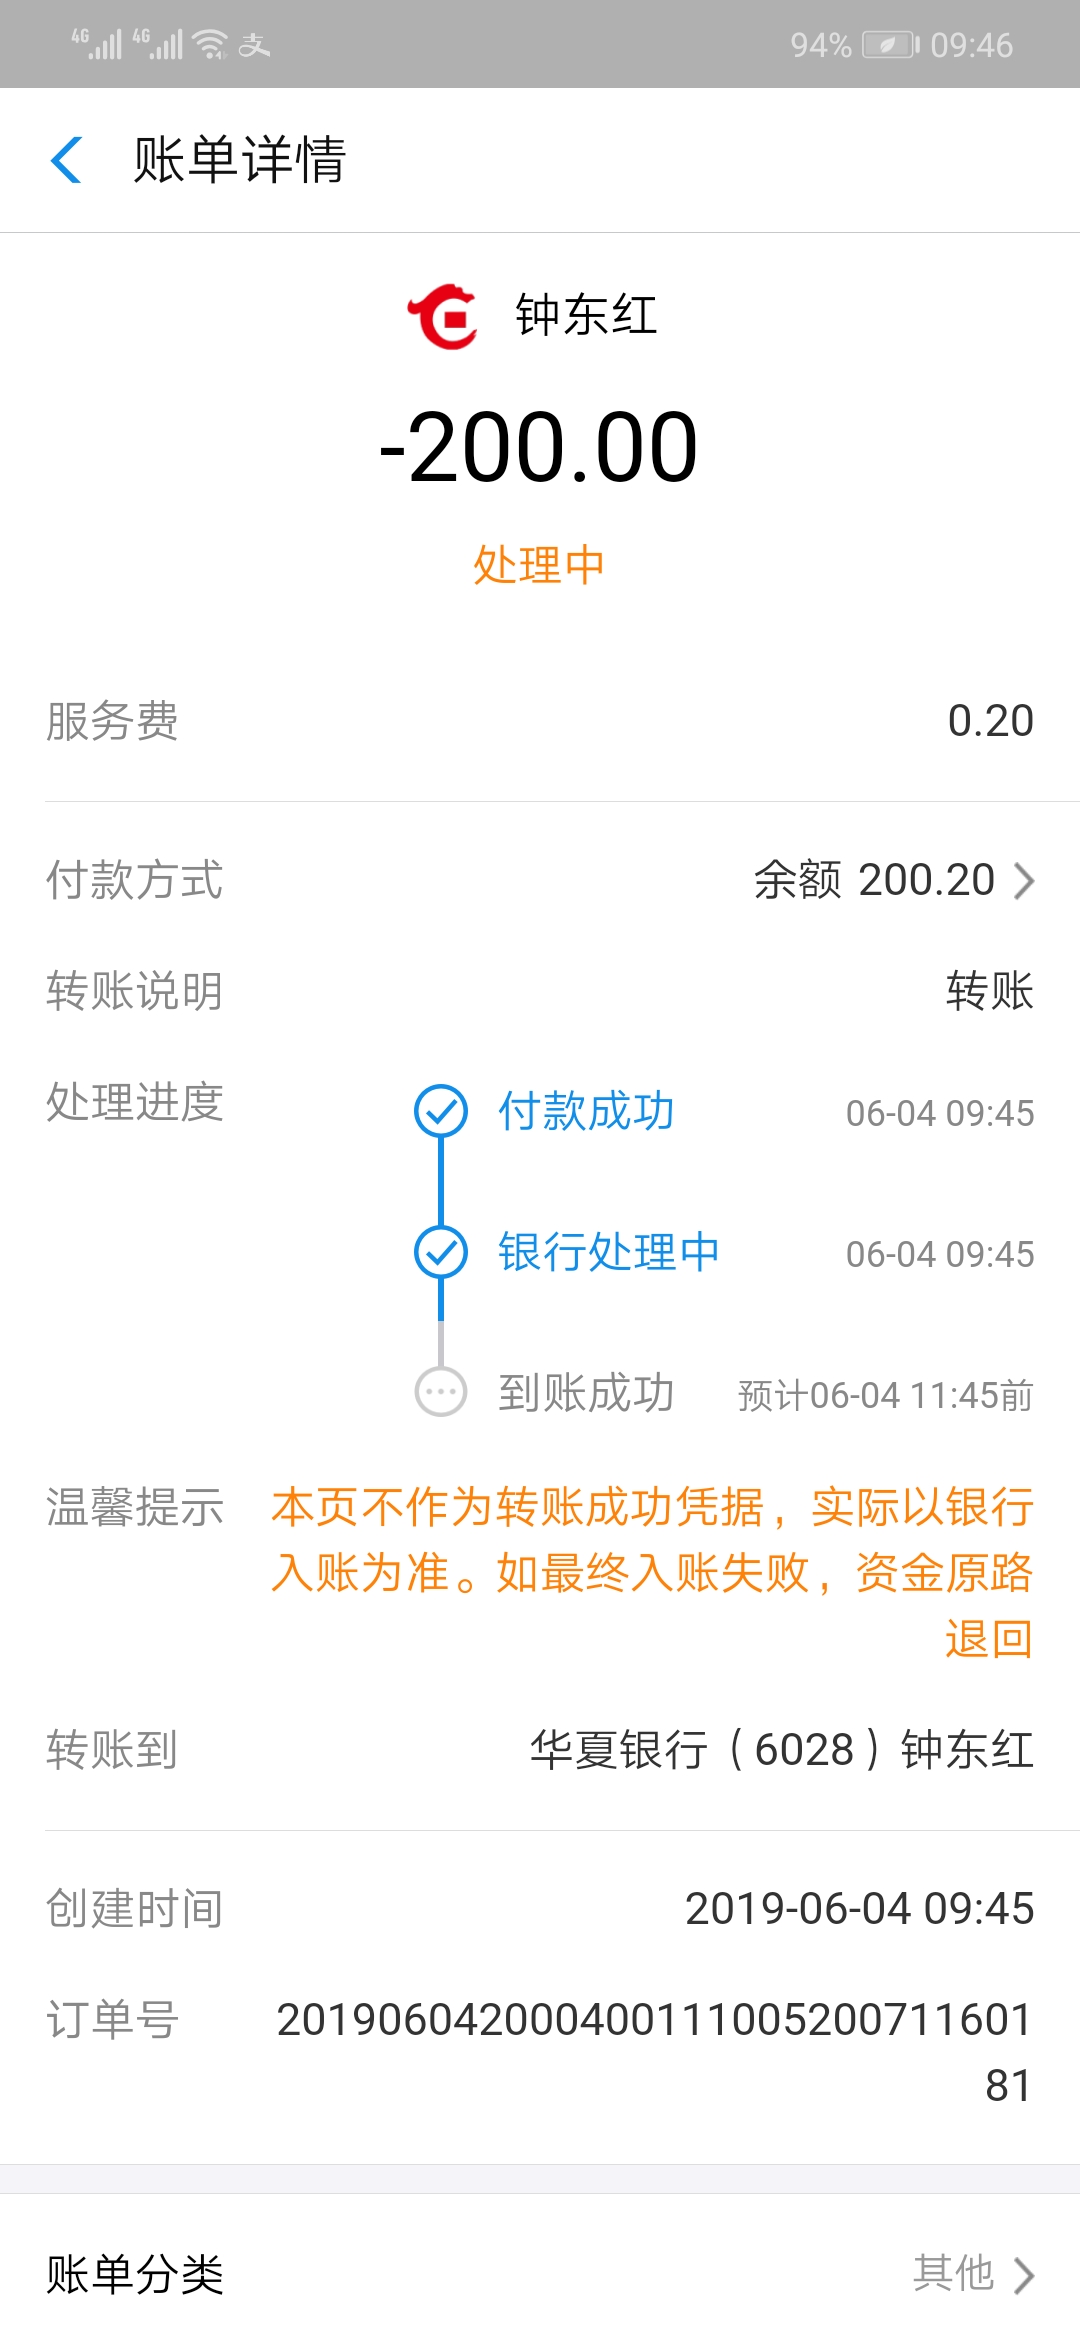 4G 4G 支 94% 09:46
账单详情
钟东红
-200.00
处理中
服务费 0.20
付款方式 余额 200.20
转账说明 转账
处理进度 付款成功 06-04 09:45
银行处理中 06-04 09:45
到账成功 预计06-04 11:45前
温馨提示 本页不作为转账成功凭据，实际以银行
入账为准。如最终入账失败，资金原路
退回
转账到 华夏银行（6028）钟东红
创建时间 2019-06-04 09:45
订单号 201906042000400111005200711601
81
账单分类 其他